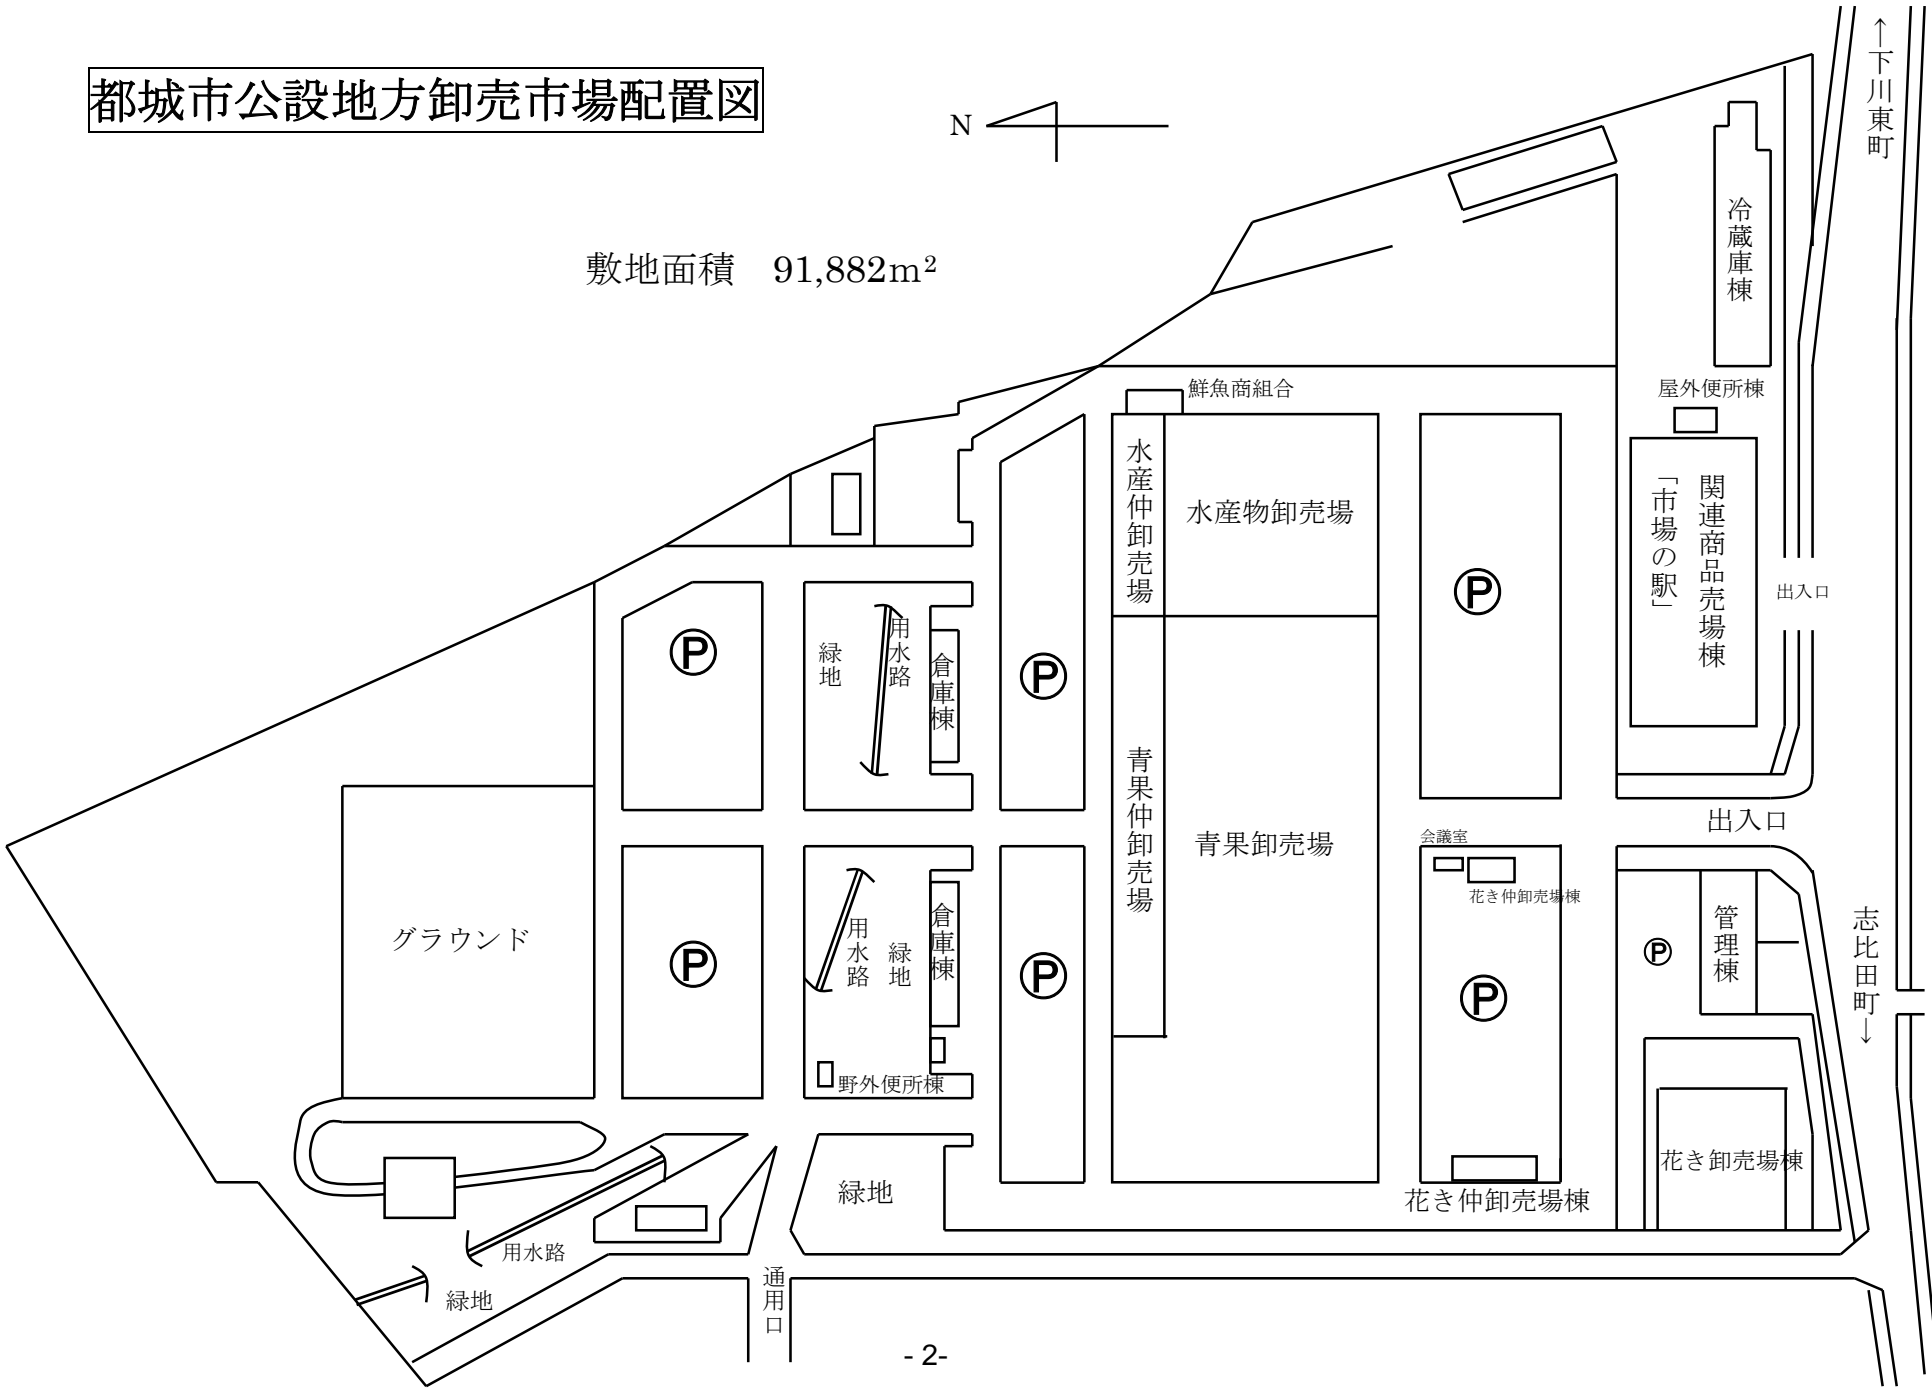 都城市公設地方卸売市場配置図
N
敷地面積　91,882m²
↑下川東町
冷蔵庫棟
鮮魚商組合
屋外便所棟
水産仲卸売場
水産物卸売場
Ⓟ
関連商品売場棟
「市場の駅」
出入口
Ⓟ
緑地
用水路
倉庫棟
Ⓟ
青果仲卸売場
青果卸売場
出入口
会議室
花き仲卸売場棟
グラウンド
Ⓟ
用水路
緑地
倉庫棟
Ⓟ
Ⓟ
Ⓟ
管理棟
志比田町↓
野外便所棟
緑地
花き仲卸売場棟
花き卸売場棟
用水路
緑地
通用口
- 2-